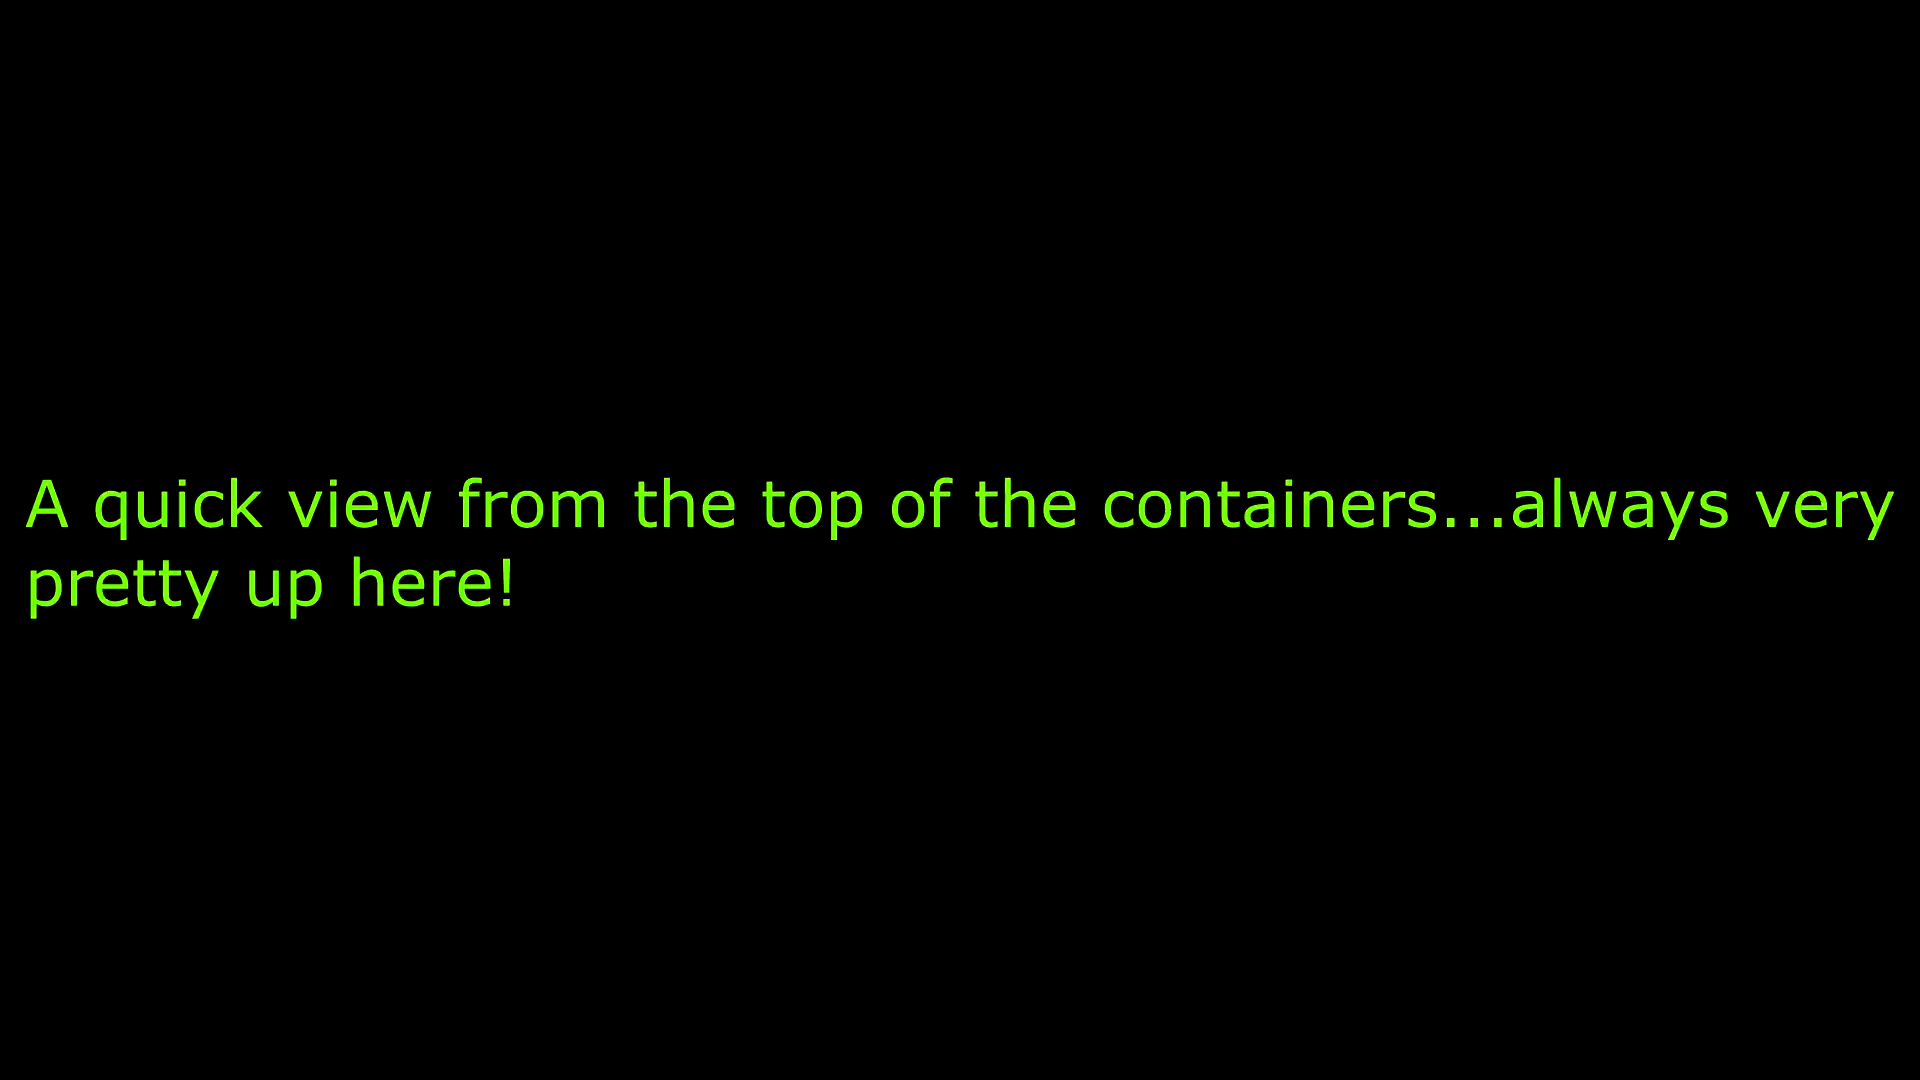 A quick view from the top of the containers...always very
pretty up here!